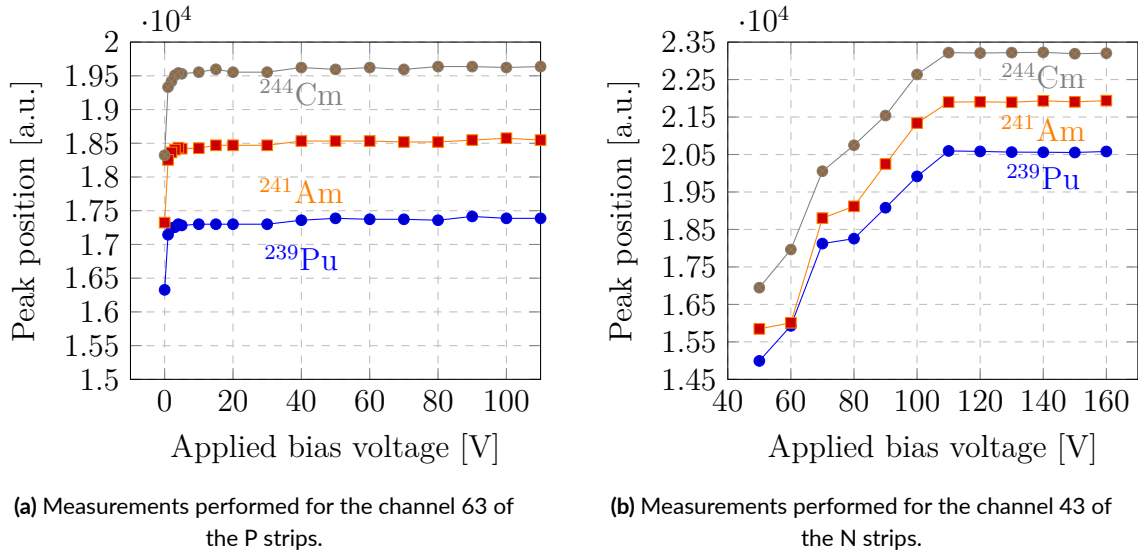 ·10⁴
2
1.95
1.9
1.85
1.8
1.75
1.7
1.65
1.6
1.55
1.5
Peak position [a.u.]
²⁴⁴Cm
²⁴¹Am
²³⁹Pu
0 20 40 60 80 100
Applied bias voltage [V]
(a) Measurements performed for the channel 63 of
the P strips.
·10⁴
2.35
2.25
2.15
2.05
1.95
1.85
1.75
1.65
1.55
1.45
Peak position [a.u.]
²⁴⁴Cm
²⁴¹Am
²³⁹Pu
40 60 80 100 120 140 160
Applied bias voltage [V]
(b) Measurements performed for the channel 43 of
the N strips.